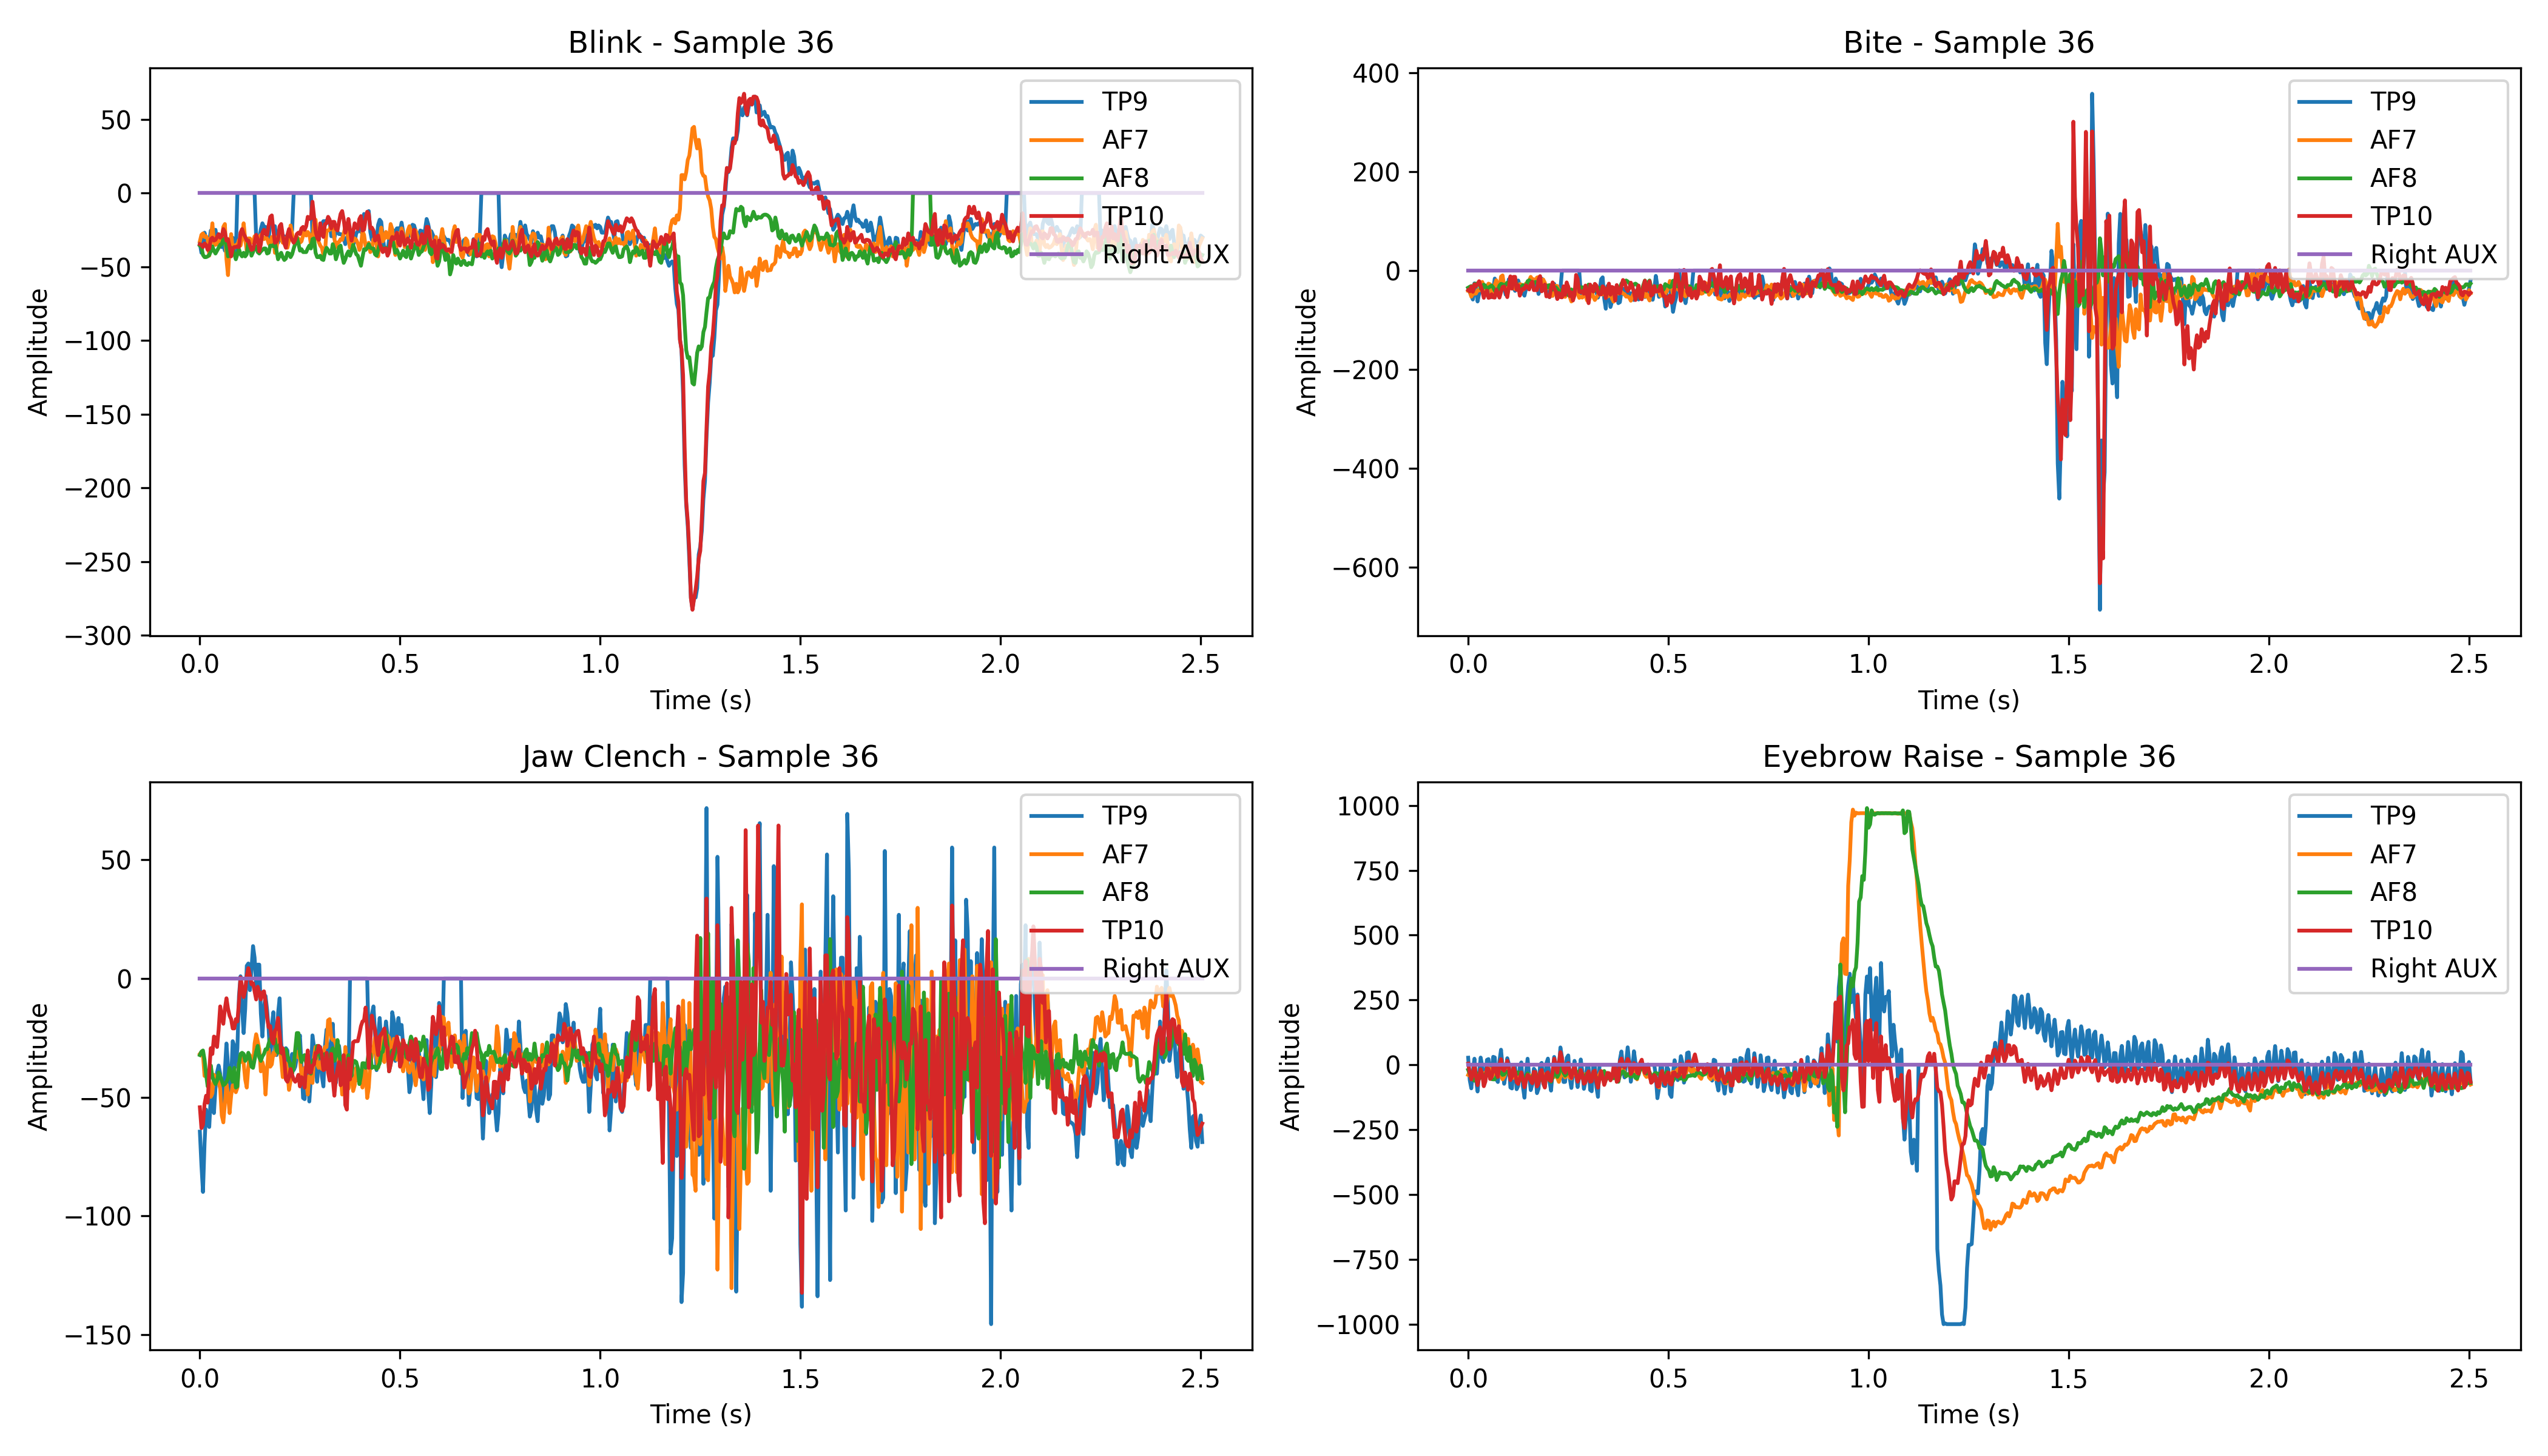 Blink - Sample 36
Amplitude
50
0
−50
−100
−150
−200
−250
−300
0.0 0.5 1.0 1.5 2.0 2.5
Time (s)
TP9
AF7
AF8
TP10
Right AUX
Bite - Sample 36
Amplitude
400
200
0
−200
−400
−600
0.0 0.5 1.0 1.5 2.0 2.5
Time (s)
TP9
AF7
AF8
TP10
Right AUX
Jaw Clench - Sample 36
Amplitude
50
0
−50
−100
−150
0.0 0.5 1.0 1.5 2.0 2.5
Time (s)
TP9
AF7
AF8
TP10
Right AUX
Eyebrow Raise - Sample 36
Amplitude
1000
750
500
250
0
−250
−500
−750
−1000
0.0 0.5 1.0 1.5 2.0 2.5
Time (s)
TP9
AF7
AF8
TP10
Right AUX